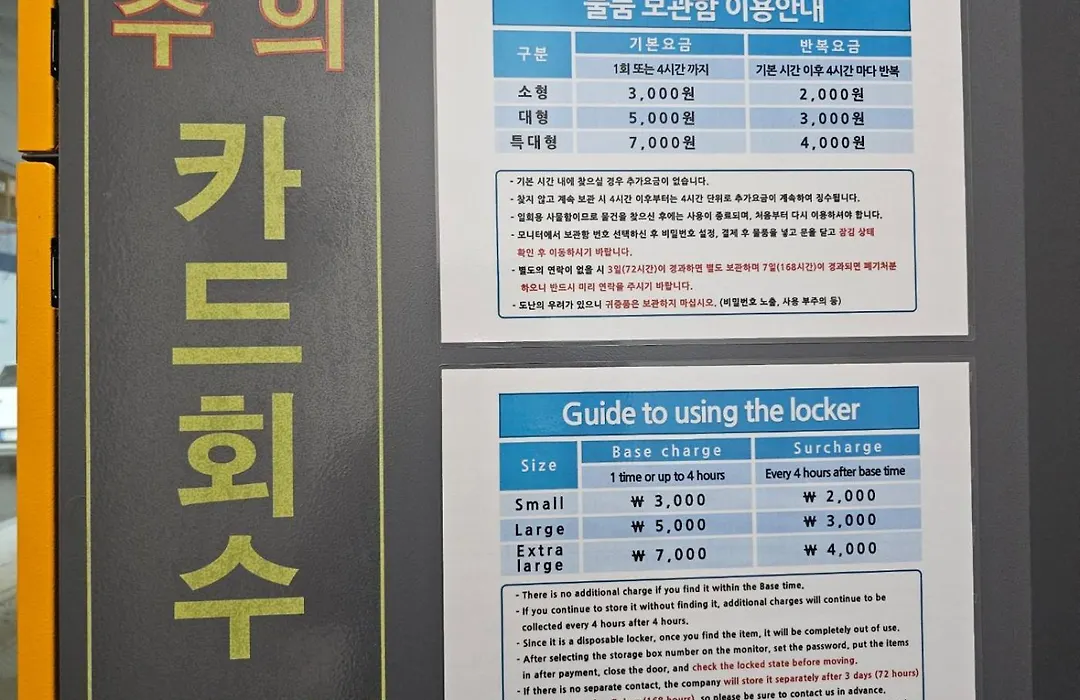 주의
카드회수
물품 보관함 이용안내
구분 기본요금 반복요금
1회 또는 4시간 까지 기본 시간 이후 4시간 마다 반복
소형 3,000원 2,000원
대형 5,000원 3,000원
특대형 7,000원 4,000원
- 기본 시간 내에 찾으실 경우 추가요금이 없습니다.
- 찾지 않고 계속 보관 시 4시간 이후부터는 4시간 단위로 추가요금이 계속하여 징수됩니다.
- 일회용 사물함이므로 물건을 찾으신 후에는 사용이 종료되며, 처음부터 다시 이용하셔야 합니다.
- 모니터에서 보관함 번호 선택하신 후 비밀번호 설정, 결제 후 물품을 넣고 문을 닫고 잠김 상태
확인 후 이동하시기 바랍니다.
- 별도의 연락이 없을 시 3일(72시간)이 경과하면 별도 보관하며 7일(168시간)이 경과되면 폐기처분
하오니 반드시 미리 연락을 주시기 바랍니다.
- 도난의 우려가 있으니 귀중품은 보관하지 마십시오. (비밀번호 노출, 사용 부주의 등)
Guide to using the locker
Size Base charge Surcharge
1 time or up to 4 hours Every 4 hours after base time
Small ₩ 3,000 ₩ 2,000
Large ₩ 5,000 ₩ 3,000
Extra large ₩ 7,000 ₩ 4,000
- There is no additional charge if you find it within the Base time.
- If you continue to store it without finding it, additional charges will continue to be
collected every 4 hours after 4 hours.
- Since it is a disposable locker, once you find the item, it will be completely out of use.
- After selecting the storage box number on the monitor, set the password, put the items
in after payment, close the door, and check the locked state before moving.
- If there is no separate contact, the company will store it separately after 3 days (72 hours)
(168 hours), so please be sure to contact us in advance.